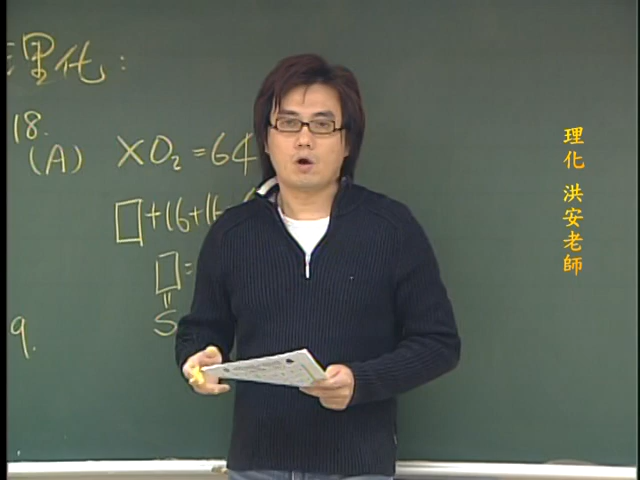 理化：
18.
(A) XO₂=64
□+16+16
□=
S
9.
理化 洪安老師